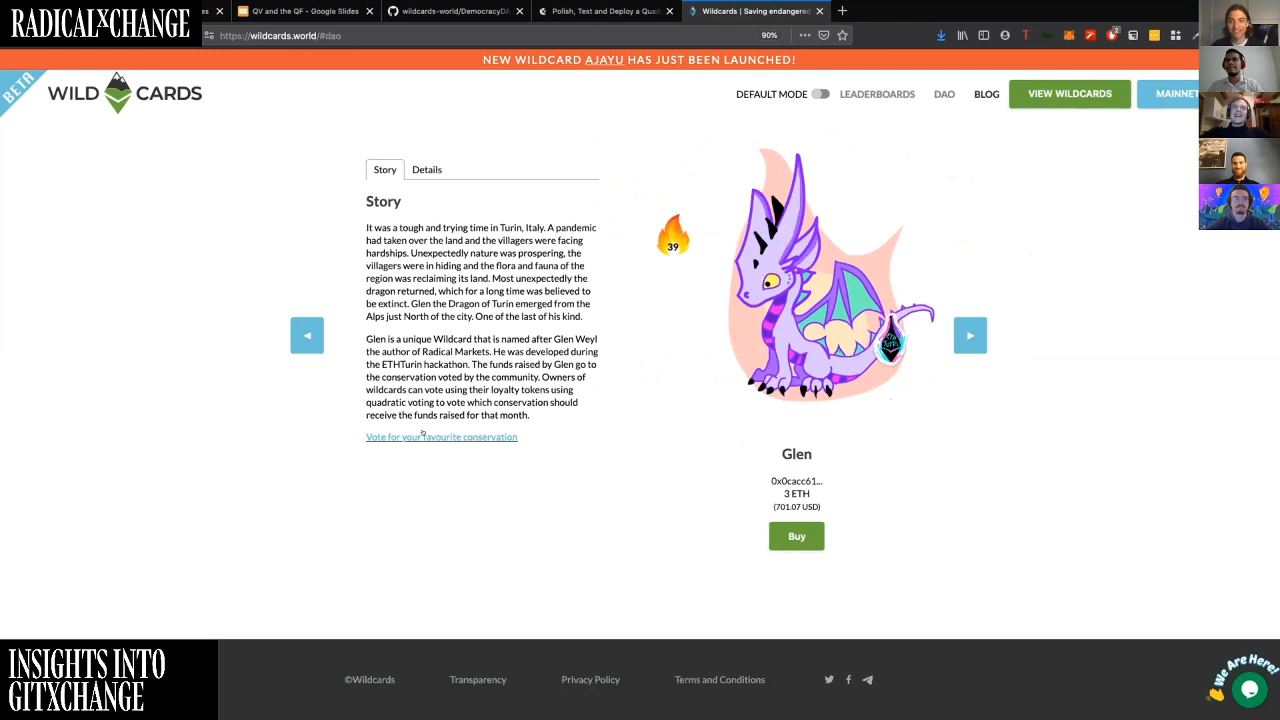 RADICALXCHANGE
QV and the QF - Google Slides
wildcards-world/DemocracyDA
Polish, Test and Deploy a Quad
Wildcards | Saving endangered
https://wildcards.world/#dao
90%
NEW WILDCARD AJAYU HAS JUST BEEN LAUNCHED!
BETA
WILD CARDS
DEFAULT MODE
LEADERBOARDS
DAO
BLOG
VIEW WILDCARDS
MAINNET
Story
Details
Story
It was a tough and trying time in Turin, Italy. A pandemic
had taken over the land and the villagers were facing
hardships. Unexpectedly nature was prospering, the
villagers were in hiding and the flora and fauna of the
region was reclaiming its land. Most unexpectedly the
dragon returned, which for a long time was believed to
be extinct. Glen the Dragon of Turin emerged from the
Alps just North of the city. One of the last of his kind.
Glen is a unique Wildcard that is named after Glen Weyl
the author of Radical Markets. He was developed during
the ETHTurin hackathon. The funds raised by Glen go to
the conservation voted by the community. Owners of
wildcards can vote using their loyalty tokens using
quadratic voting to vote which conservation should
receive the funds raised for that month.
Vote for your favourite conservation
39
ETH
Turin
Glen
0x0cacc61...
3 ETH
(701.07 USD)
Buy
INSIGHTS INTO
GITXCHANGE
©Wildcards
Transparency
Privacy Policy
Terms and Conditions
We Are Here!